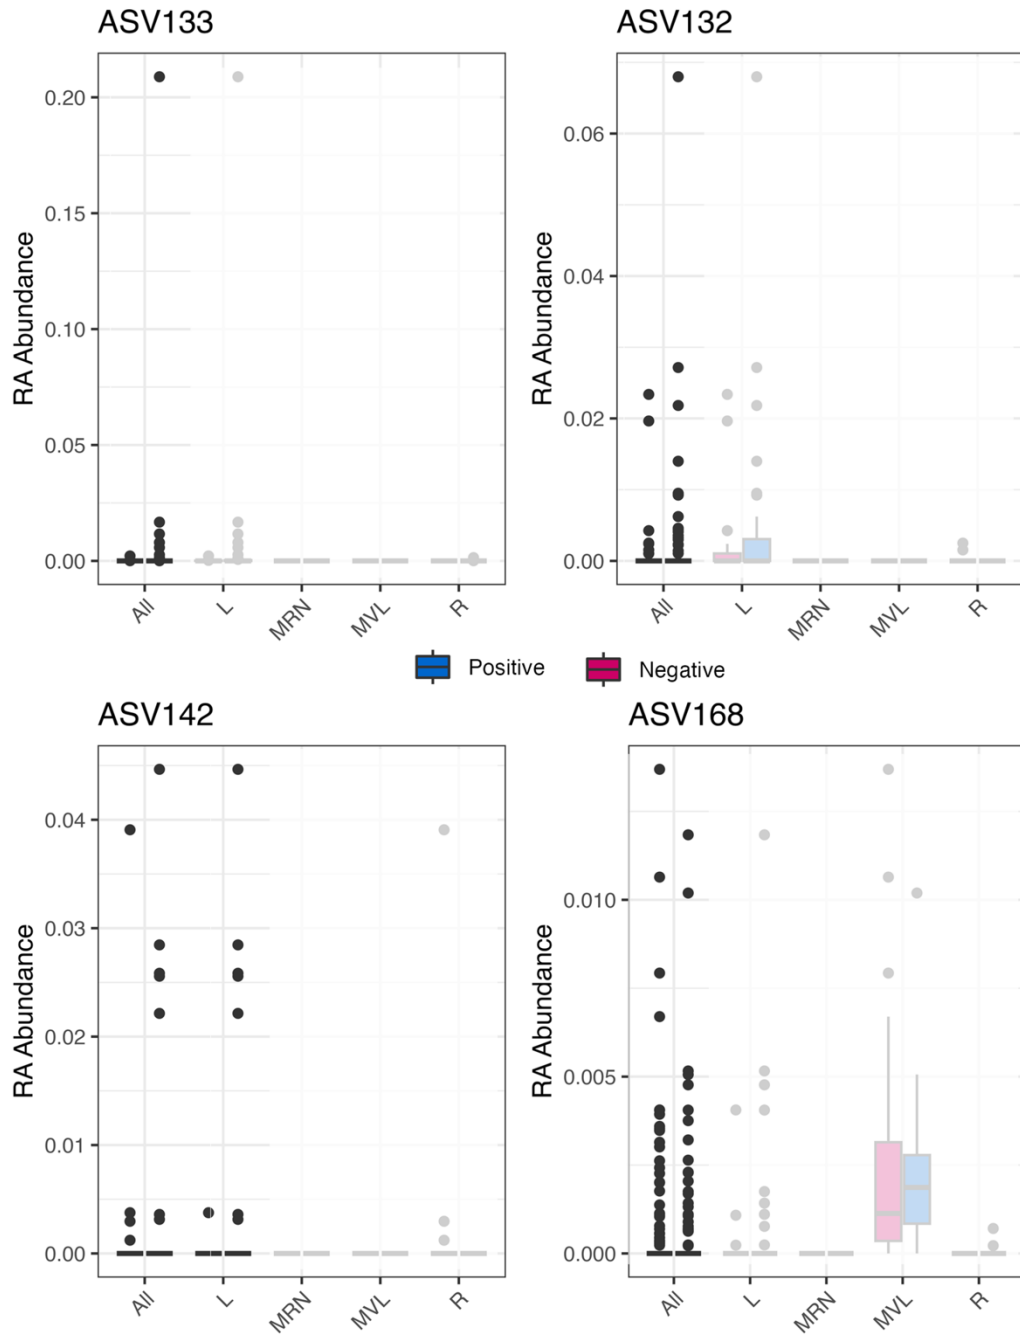 ASV133
ASV132
RA Abundance
0.20
0.15
0.10
0.05
0.00
All
L
MRN
MVL
R
RA Abundance
0.06
0.04
0.02
0.00
All
L
MRN
MVL
R
Positive
Negative
ASV142
ASV168
RA Abundance
0.04
0.03
0.02
0.01
0.00
All
L
MRN
MVL
R
RA Abundance
0.010
0.005
0.000
All
L
MRN
MVL
R